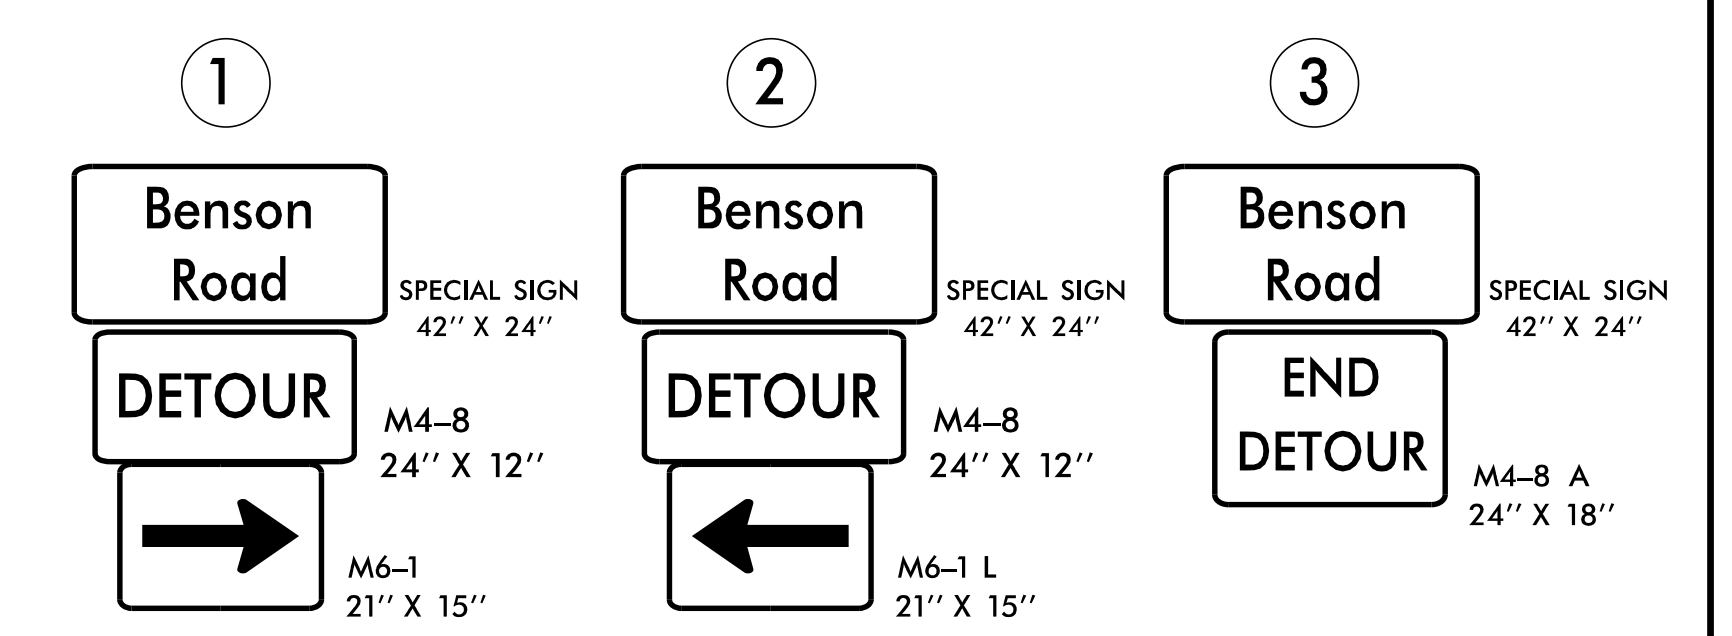 1
Benson
Road
SPECIAL SIGN
42'' X 24''
DETOUR
M4–8
24'' X 12''
M6–1
21'' X 15''
2
Benson
Road
SPECIAL SIGN
42'' X 24''
DETOUR
M4–8
24'' X 12''
M6–1 L
21'' X 15''
3
Benson
Road
SPECIAL SIGN
42'' X 24''
END
DETOUR
M4–8 A
24'' X 18''